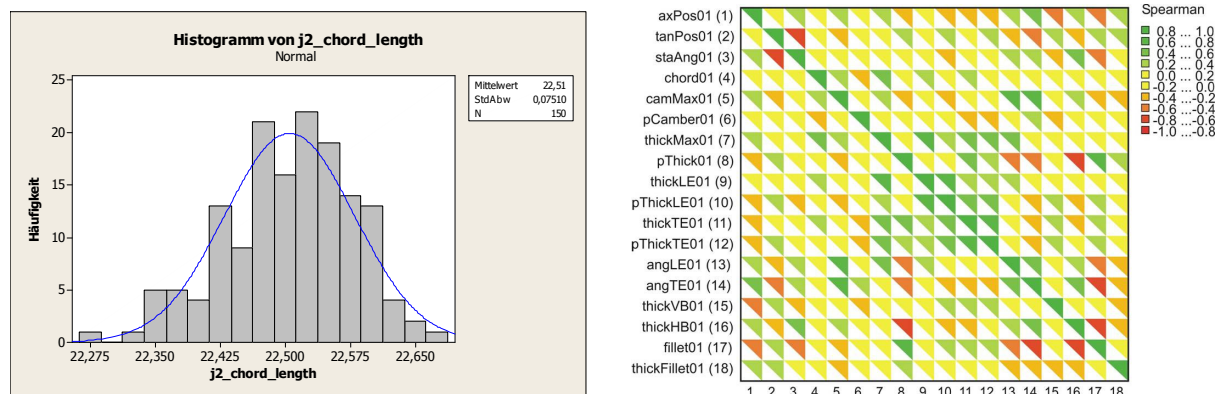 Histogramm von j2_chord_length
Normal
Mittelwert 22,51
StdAbw 0,07510
N 150
Häufigkeit
25
20
15
10
5
0
22,275 22,350 22,425 22,500 22,575 22,650
j2_chord_length
axPos01 (1)
tanPos01 (2)
staAng01 (3)
chord01 (4)
camMax01 (5)
pCamber01 (6)
thickMax01 (7)
pThick01 (8)
thickLE01 (9)
pThickLE01 (10)
thickTE01 (11)
pThickTE01 (12)
angLE01 (13)
angTE01 (14)
thickVB01 (15)
thickHB01 (16)
fillet01 (17)
thickFillet01 (18)
1 2 3 4 5 6 7 8 9 10 11 12 13 14 15 16 17 18
Spearman
0.8 ... 1.0
0.6 ... 0.8
0.4 ... 0.6
0.2 ... 0.4
0.0 ... 0.2
-0.2 ... 0.0
-0.4 ...-0.2
-0.6 ...-0.4
-0.8 ...-0.6
-1.0 ...-0.8